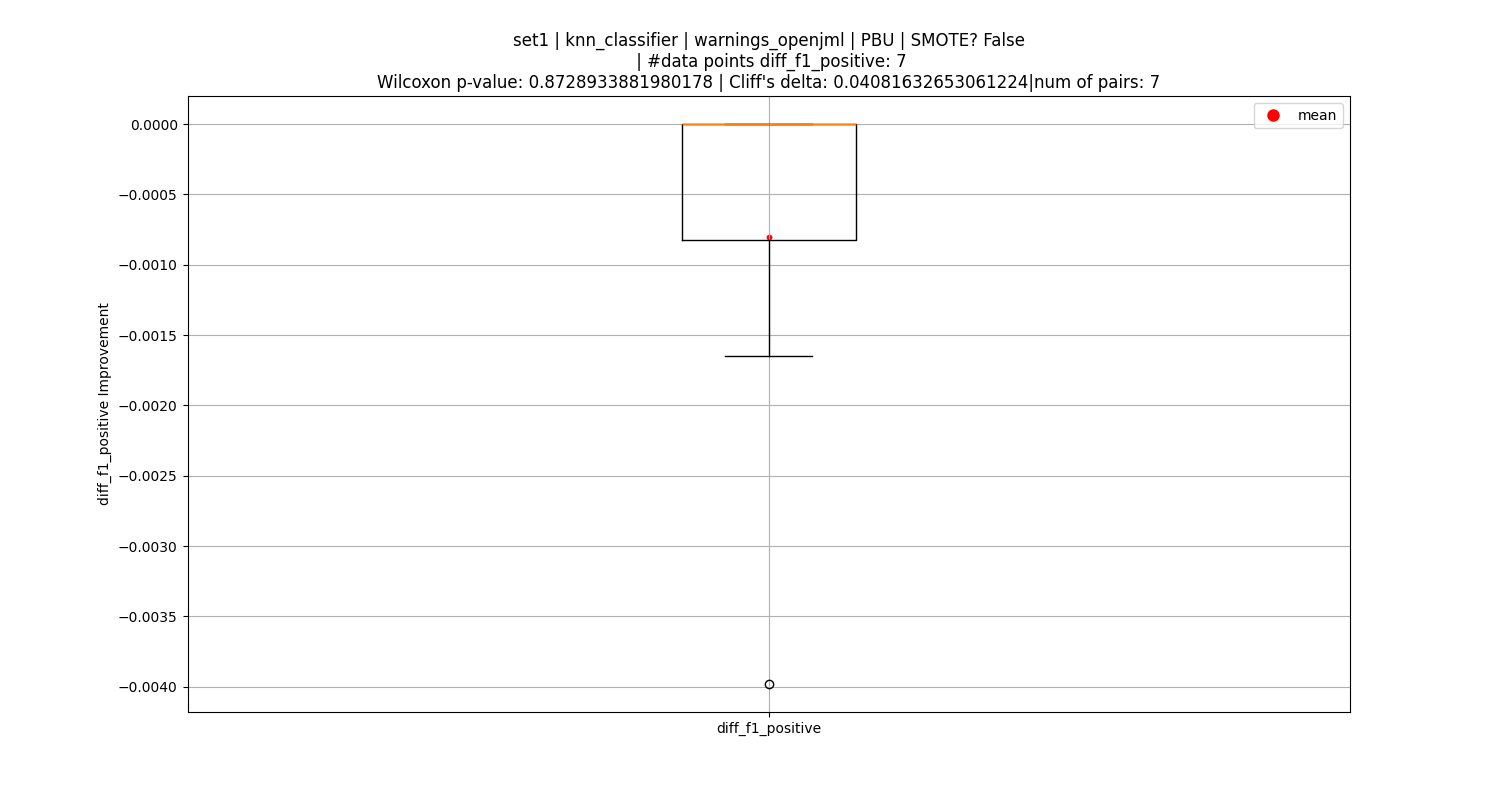 set1 | knn_classifier | warnings_openjml | PBU | SMOTE? False
| #data points diff_f1_positive: 7
Wilcoxon p-value: 0.8728933881980178 | Cliff's delta: 0.04081632653061224|num of pairs: 7
mean
0.0000
−0.0005
−0.0010
−0.0015
−0.0020
−0.0025
−0.0030
−0.0035
−0.0040
diff_f1_positive Improvement
diff_f1_positive